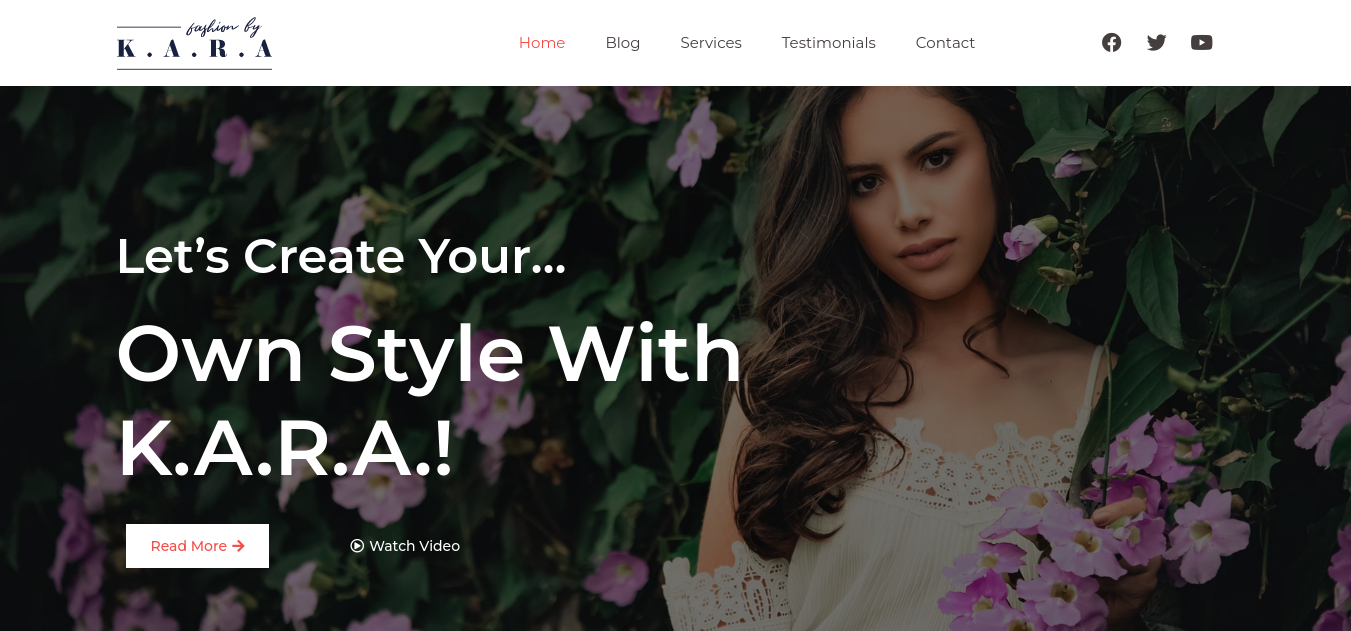 fashion by
K.A.R.A
Home Blog Services Testimonials Contact
Let’s Create Your...
Own Style With
K.A.R.A.!
Read More
Watch Video